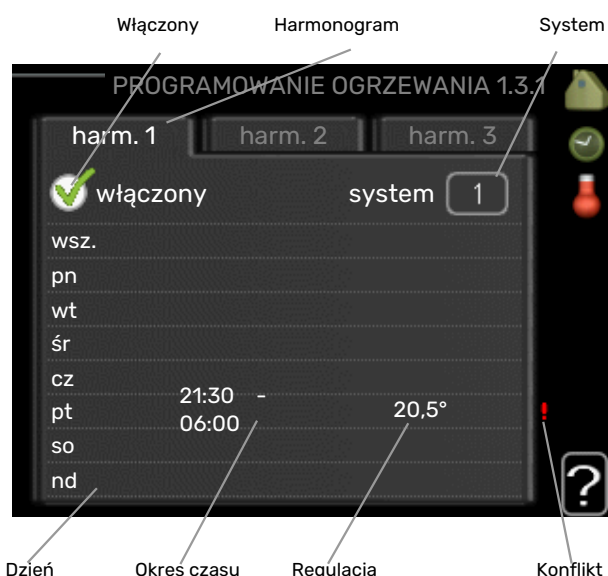 Włączony Harmonogram System
PROGRAMOWANIE OGRZEWANIA 1.3.1
harm. 1 harm. 2 harm. 3
włączony system 1
wsz.
pn
wt
śr
cz
21:30 -
pt 20,5° !
06:00
so
nd
?
Dzień Okres czasu Regulacja Konflikt